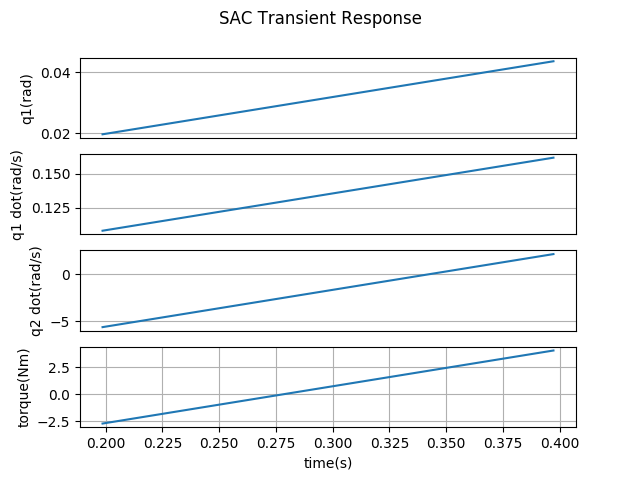 SAC Transient Response
q1(rad)
0.04
0.02
q1 dot(rad/s)
0.150
0.125
q2 dot(rad/s)
0
−5
torque(Nm)
2.5
0.0
−2.5
0.200 0.225 0.250 0.275 0.300 0.325 0.350 0.375 0.400
time(s)